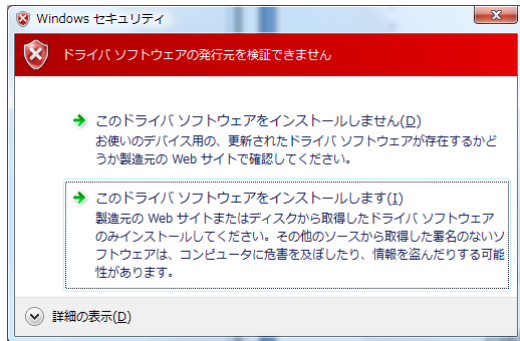 Windows セキュリティ
ドライバ ソフトウェアの発行元を検証できません
このドライバ ソフトウェアをインストールしません(D)
お使いのデバイス用の、更新されたドライバ ソフトウェアが存在するかど
うか製造元の Web サイトで確認してください。
このドライバ ソフトウェアをインストールします(I)
製造元の Web サイトまたはディスクから取得したドライバ ソフトウェア
のみインストールしてください。その他のソースから取得した署名のないソ
フトウェアは、コンピュータに危害を及ぼしたり、情報を盗んだりする可能
性があります。
詳細の表示(D)